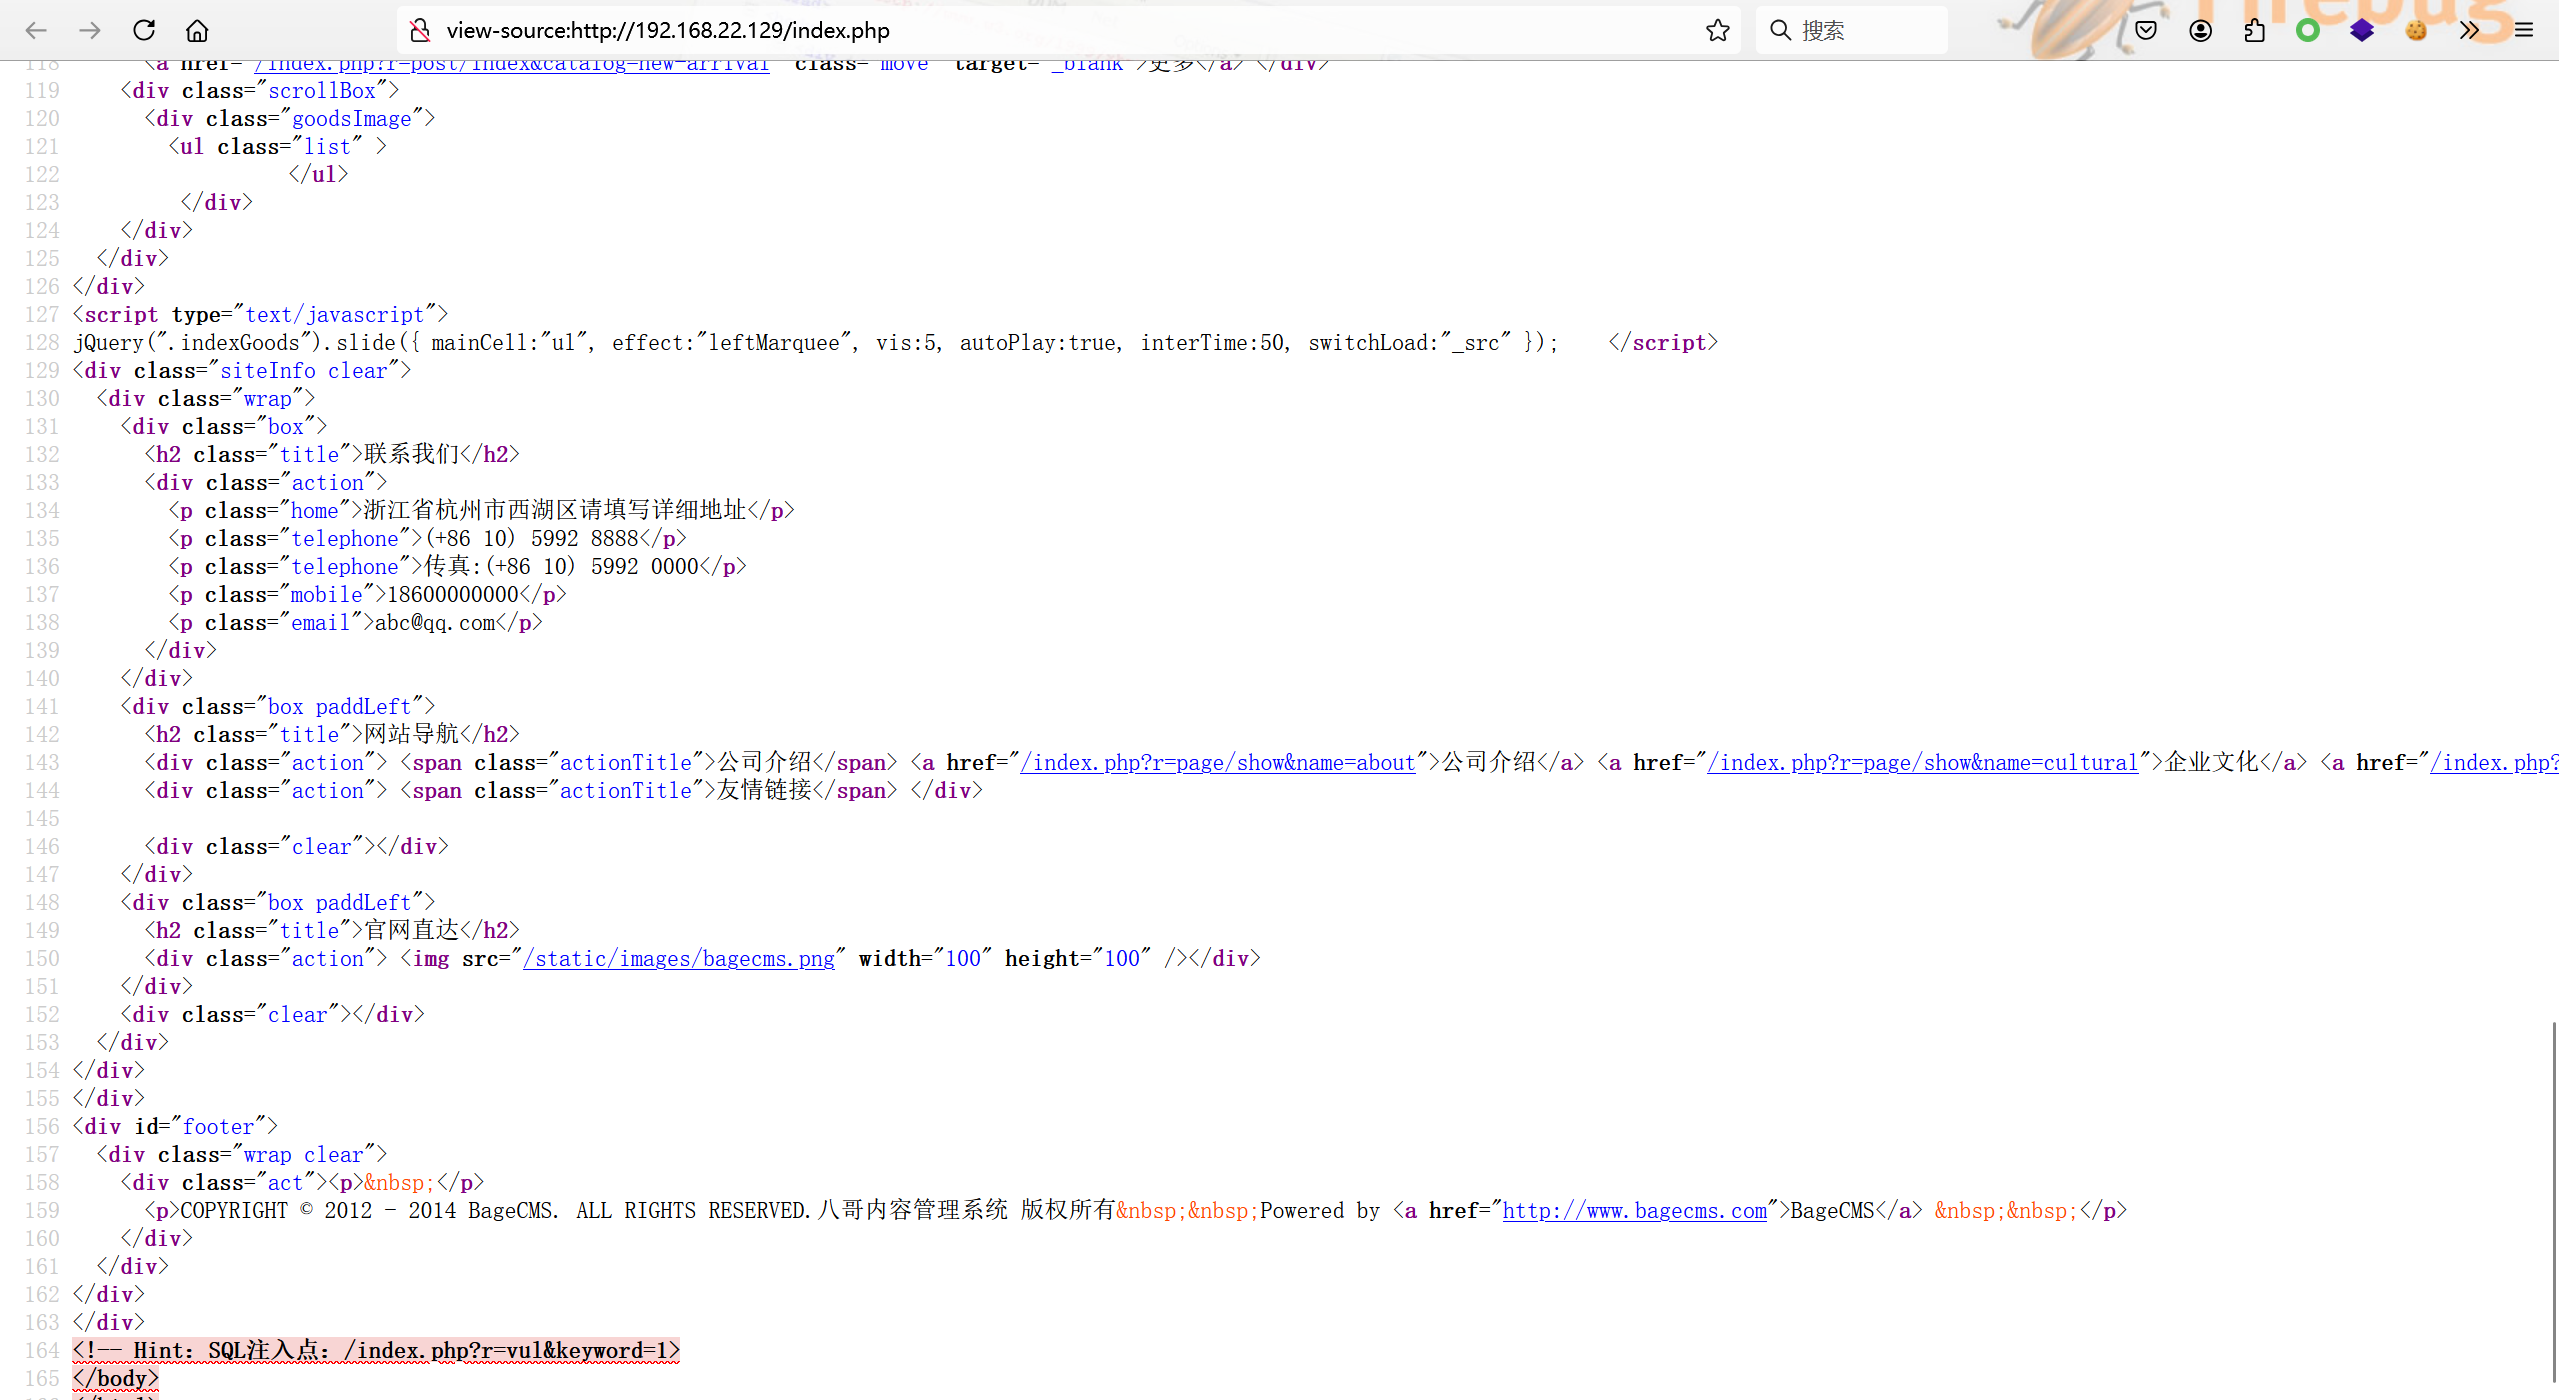 view-source:http://192.168.22.129/index.php
搜索
118 <a href="/index.php?r=post/index&catalog=new-arrival" class="move" target="_blank">更多</a> </div>
119 <div class="scrollBox">
120 <div class="goodsImage">
121 <ul class="list" >
122 </ul>
123 </div>
124 </div>
125 </div>
126 </div>
127 <script type="text/javascript">
128 jQuery(".indexGoods").slide({ mainCell:"ul", effect:"leftMarquee", vis:5, autoPlay:true, interTime:50, switchLoad:"_src" }); </script>
129 <div class="siteInfo clear">
130 <div class="wrap">
131 <div class="box">
132 <h2 class="title">联系我们</h2>
133 <div class="action">
134 <p class="home">浙江省杭州市西湖区请填写详细地址</p>
135 <p class="telephone">(+86 10) 5992 8888</p>
136 <p class="telephone">传真:(+86 10) 5992 0000</p>
137 <p class="mobile">18600000000</p>
138 <p class="email">abc@qq.com</p>
139 </div>
140 </div>
141 <div class="box paddLeft">
142 <h2 class="title">网站导航</h2>
143 <div class="action"> <span class="actionTitle">公司介绍</span> <a href="/index.php?r=page/show&name=about">公司介绍</a> <a href="/index.php?r=page/show&name=cultural">企业文化</a> <a href="/index.php?
144 <div class="action"> <span class="actionTitle">友情链接</span> </div>
145
146 <div class="clear"></div>
147 </div>
148 <div class="box paddLeft">
149 <h2 class="title">官网直达</h2>
150 <div class="action"> <img src="/static/images/bagecms.png" width="100" height="100" /></div>
151 </div>
152 <div class="clear"></div>
153 </div>
154 </div>
155 </div>
156 <div id="footer">
157 <div class="wrap clear">
158 <div class="act"><p>&nbsp;</p>
159 <p>COPYRIGHT © 2012 - 2014 BageCMS. ALL RIGHTS RESERVED.八哥内容管理系统 版权所有&nbsp;&nbsp;Powered by <a href="http://www.bagecms.com">BageCMS</a> &nbsp;&nbsp;</p>
160 </div>
161 </div>
162 </div>
163 </div>
164 <!-- Hint: SQL注入点: /index.php?r=vul&keyword=1>
165 </body>